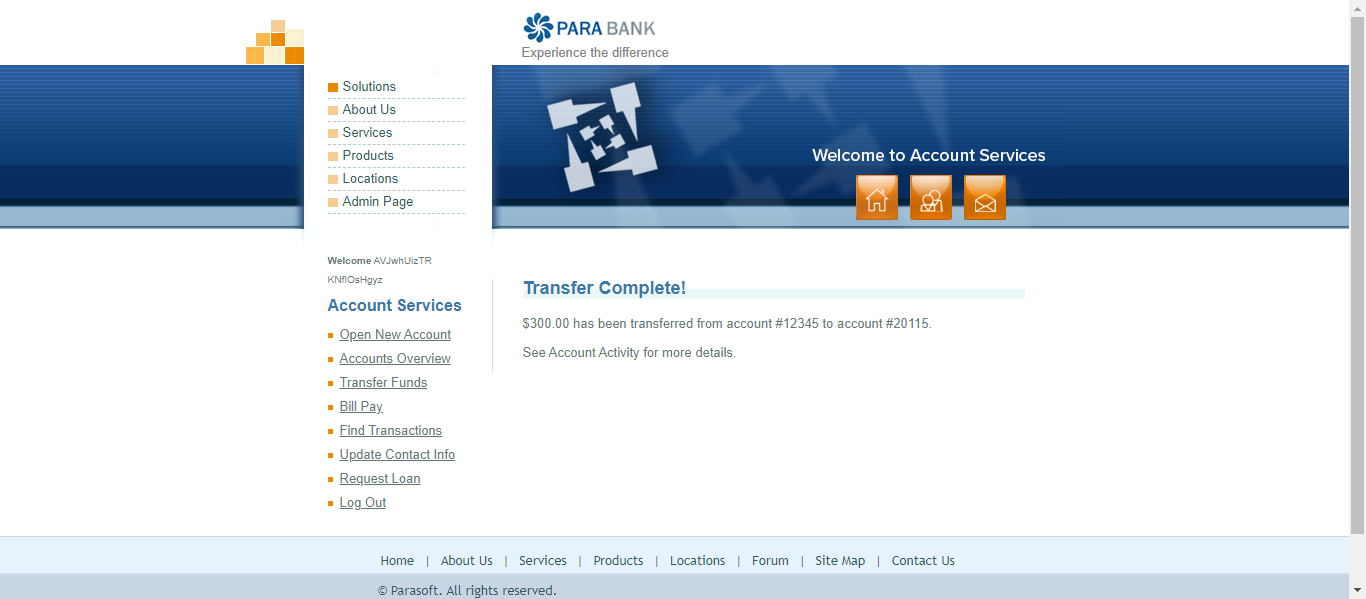 PARA BANK
Experience the difference
Solutions
About Us
Services
Products
Locations
Admin Page
Welcome to Account Services
Welcome AVJwhUizTR
KNflOsHgyz
Account Services
Open New Account
Accounts Overview
Transfer Funds
Bill Pay
Find Transactions
Update Contact Info
Request Loan
Log Out
Transfer Complete!
$300.00 has been transferred from account #12345 to account #20115.
See Account Activity for more details.
Home | About Us | Services | Products | Locations | Forum | Site Map | Contact Us
© Parasoft. All rights reserved.